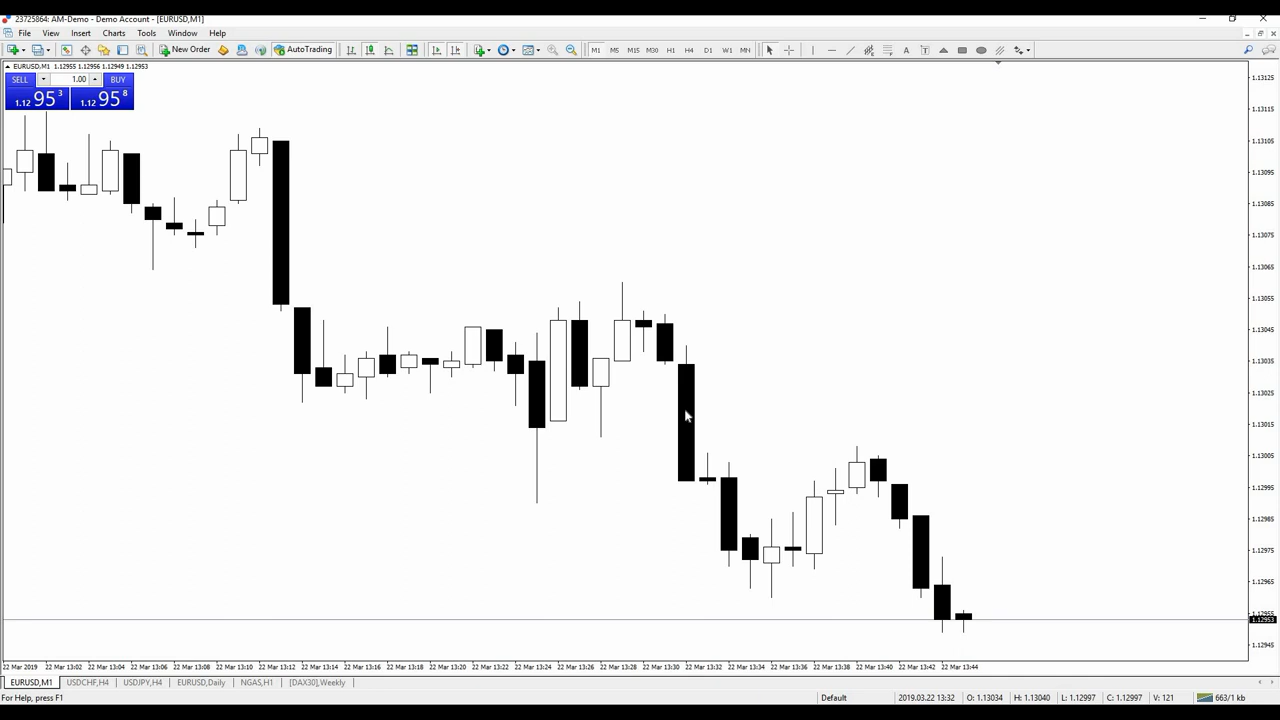 23725864: AM-Demo - Demo Account - [EURUSD,M1]
File View Insert Charts Tools Window Help
New Order AutoTrading M1 M5 M15 M30 H1 H4 D1 W1 MN A T
EURUSD,M1 1.12955 1.12956 1.12949 1.12953
SELL 1.00 BUY
1.12 95 3 1.12 95 8
1.13125
1.13115
1.13105
1.13095
1.13085
1.13075
1.13065
1.13055
1.13045
1.13035
1.13025
1.13015
1.13005
1.12995
1.12985
1.12975
1.12965
1.12955
1.12953
1.12945
22 Mar 2019 22 Mar 13:02 22 Mar 13:04 22 Mar 13:06 22 Mar 13:08 22 Mar 13:10 22 Mar 13:12 22 Mar 13:14 22 Mar 13:16 22 Mar 13:18 22 Mar 13:20 22 Mar 13:22 22 Mar 13:24 22 Mar 13:26 22 Mar 13:28 22 Mar 13:30 22 Mar 13:32 22 Mar 13:34 22 Mar 13:36 22 Mar 13:38 22 Mar 13:40 22 Mar 13:42 22 Mar 13:44
EURUSD,M1 USDCHF,H4 USDJPY,H4 EURUSD,Daily NGAS,H1 [DAX30],Weekly
For Help, press F1 Default 2019.03.22 13:32 O: 1.13034 H: 1.13040 L: 1.12997 C: 1.12997 V: 121 663/1 kb